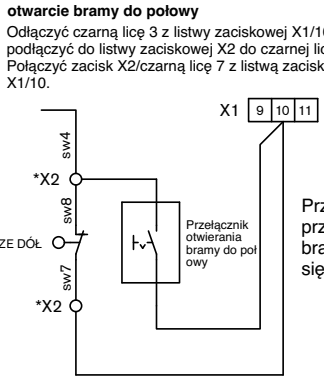 otwarcie bramy do połowy
Odłączyć czarną licę 3 z listwy zaciskowej X1/10
podłączyć do listwy zaciskowej X2 do czarnej lic
Połączyć zacisk X2/czarną licę 7 z listwą zacisk
X1/10.
X1 9 10 11
sw4
*X2
sw8
ZE DÓŁ
sw7
*X2
Przełącznik
otwierania
bramy do poł
owy
Prz
prz
bra
się